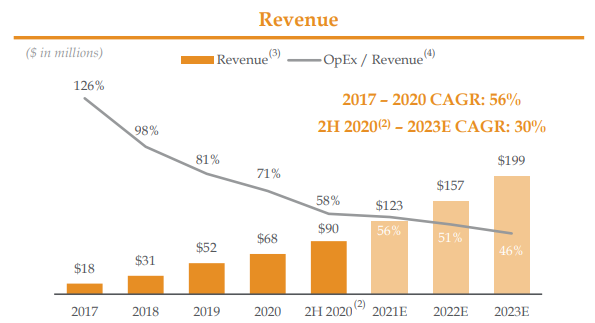 Revenue
($ in millions)
Revenue(3)
OpEx / Revenue(4)
2017 – 2020 CAGR: 56%
2H 2020(2) – 2023E CAGR: 30%
126%
98%
81%
71%
58%
56%
51%
46%
$18
$31
$52
$68
$90
$123
$157
$199
2017 2018 2019 2020 2H 2020(2) 2021E 2022E 2023E